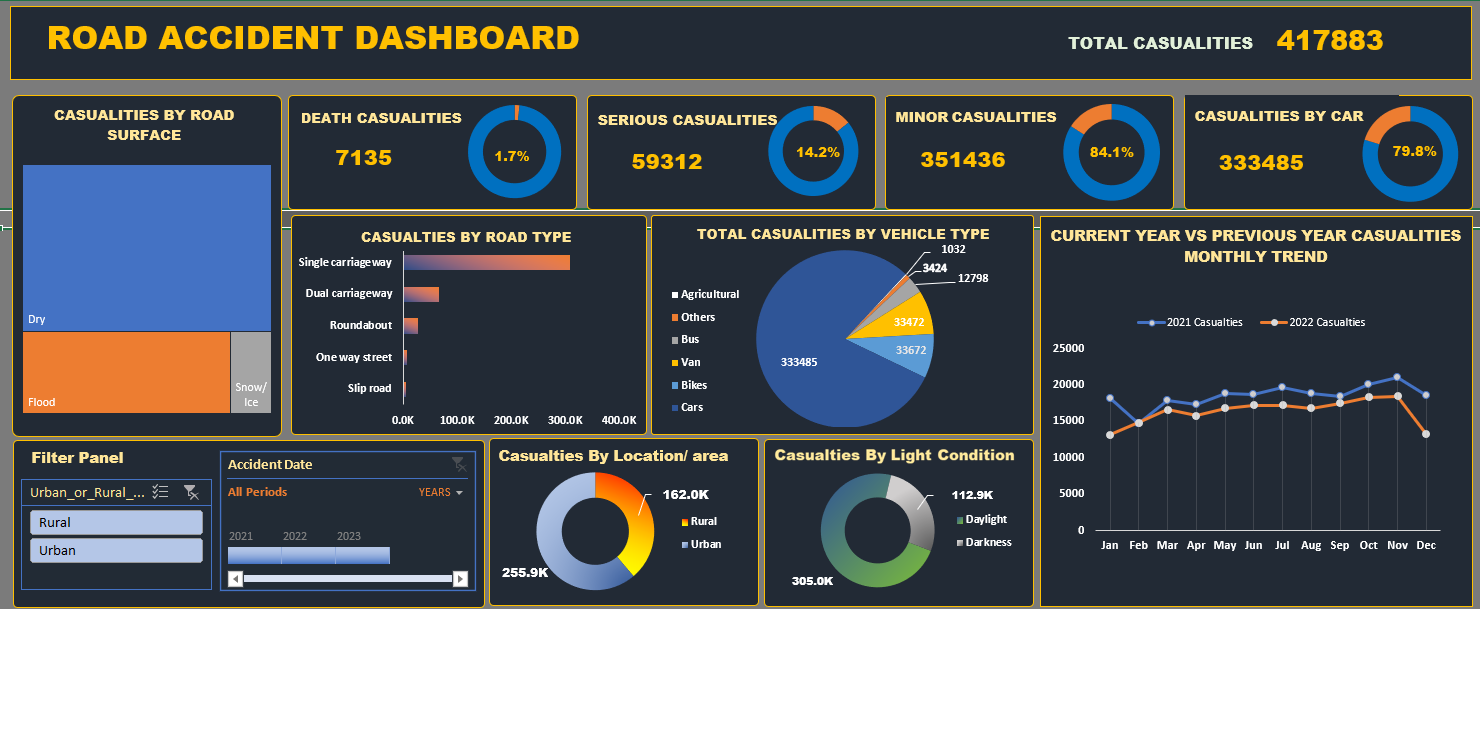 ROAD ACCIDENT DASHBOARD
TOTAL CASUALITIES 417883
CASUALITIES BY ROAD
SURFACE
Dry
Flood
Snow/
Ice
DEATH CASUALITIES
7135
1.7%
SERIOUS CASUALITIES
59312
14.2%
MINOR CASUALITIES
351436
84.1%
CASUALITIES BY CAR
333485
79.8%
CASUALTIES BY ROAD TYPE
Single carriageway
Dual carriageway
Roundabout
One way street
Slip road
0.0K 100.0K 200.0K 300.0K 400.0K
TOTAL CASUALITIES BY VEHICLE TYPE
Agricultural
Others
Bus
Van
Bikes
Cars
1032
3424
12798
33472
33672
333485
CURRENT YEAR VS PREVIOUS YEAR CASUALITIES
MONTHLY TREND
2021 Casualties 2022 Casualties
25000
20000
15000
10000
5000
0
Jan Feb Mar Apr May Jun Jul Aug Sep Oct Nov Dec
Filter Panel
Urban_or_Rural_...
Rural
Urban
Accident Date
All Periods YEARS
2021 2022 2023
Casualties By Location/ area
162.0K
Rural
Urban
255.9K
Casualties By Light Condition
112.9K
Daylight
Darkness
305.0K